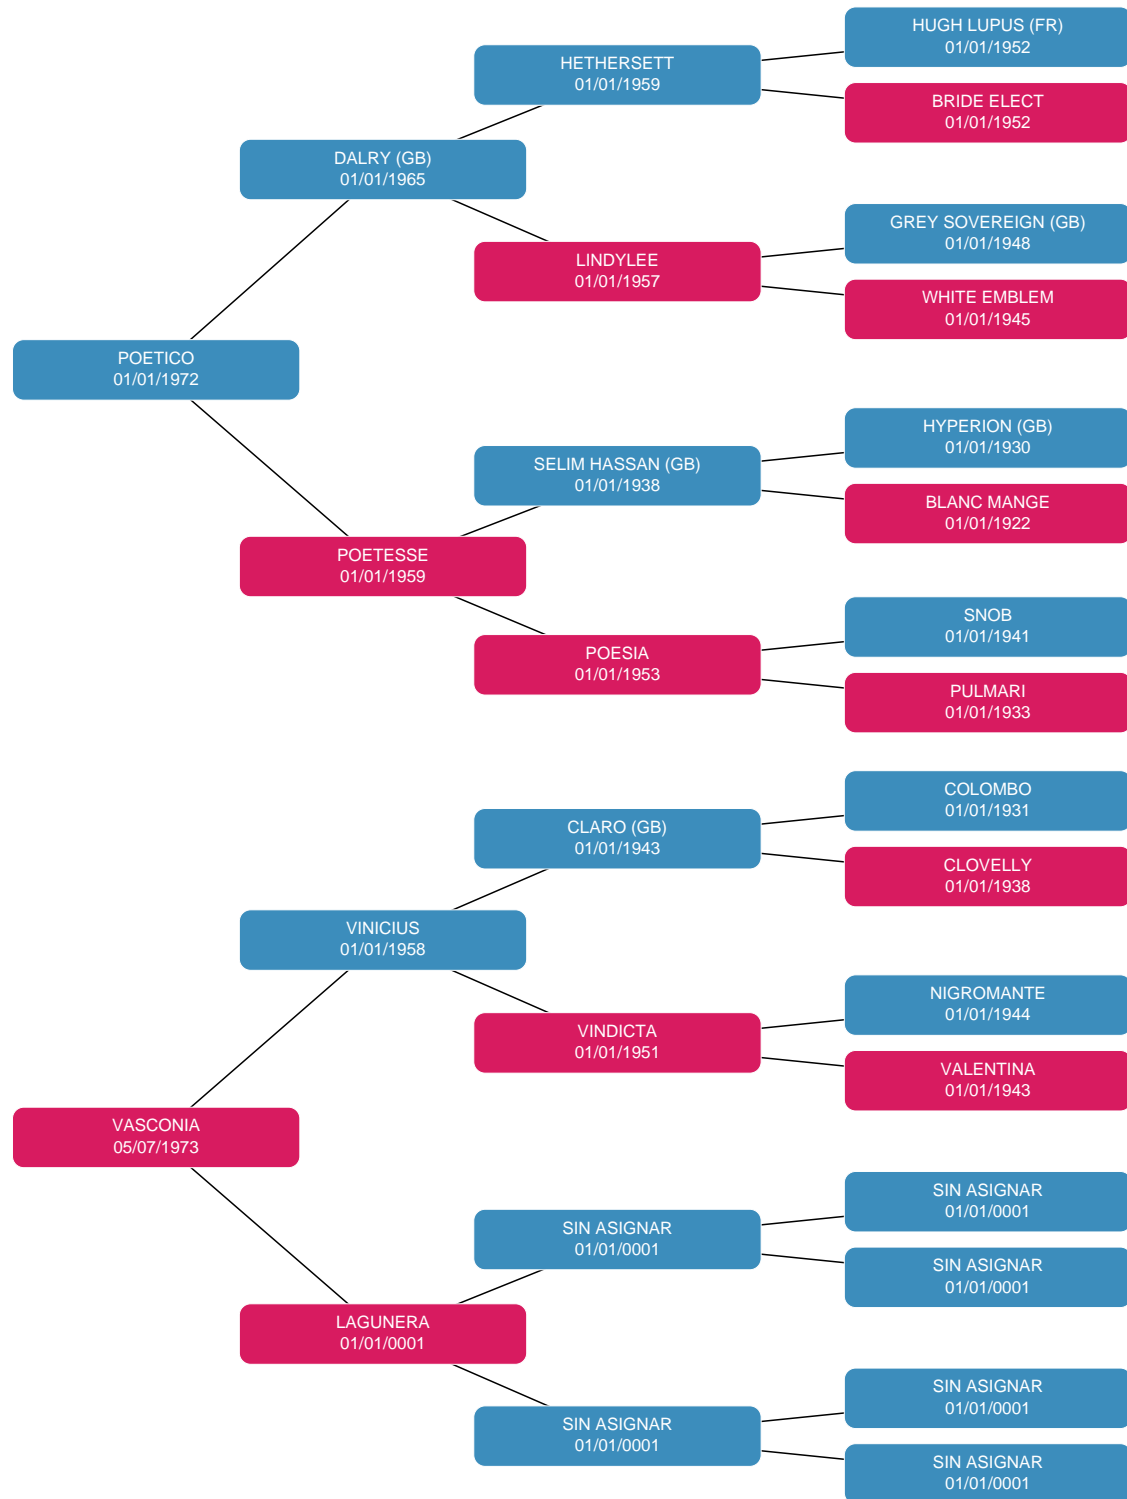 HUGH LUPUS (FR)
01/01/1952
HETHERSETT
01/01/1959
BRIDE ELECT
01/01/1952
DALRY (GB)
01/01/1965
GREY SOVEREIGN (GB)
01/01/1948
LINDYLEE
01/01/1957
WHITE EMBLEM
01/01/1945
POETICO
01/01/1972
HYPERION (GB)
01/01/1930
SELIM HASSAN (GB)
01/01/1938
BLANC MANGE
01/01/1922
POETESSE
01/01/1959
SNOB
01/01/1941
POESIA
01/01/1953
PULMARI
01/01/1933
COLOMBO
01/01/1931
CLARO (GB)
01/01/1943
CLOVELLY
01/01/1938
VINICIUS
01/01/1958
NIGROMANTE
01/01/1944
VINDICTA
01/01/1951
VALENTINA
01/01/1943
VASCONIA
05/07/1973
SIN ASIGNAR
01/01/0001
SIN ASIGNAR
01/01/0001
SIN ASIGNAR
01/01/0001
LAGUNERA
01/01/0001
SIN ASIGNAR
01/01/0001
SIN ASIGNAR
01/01/0001
SIN ASIGNAR
01/01/0001